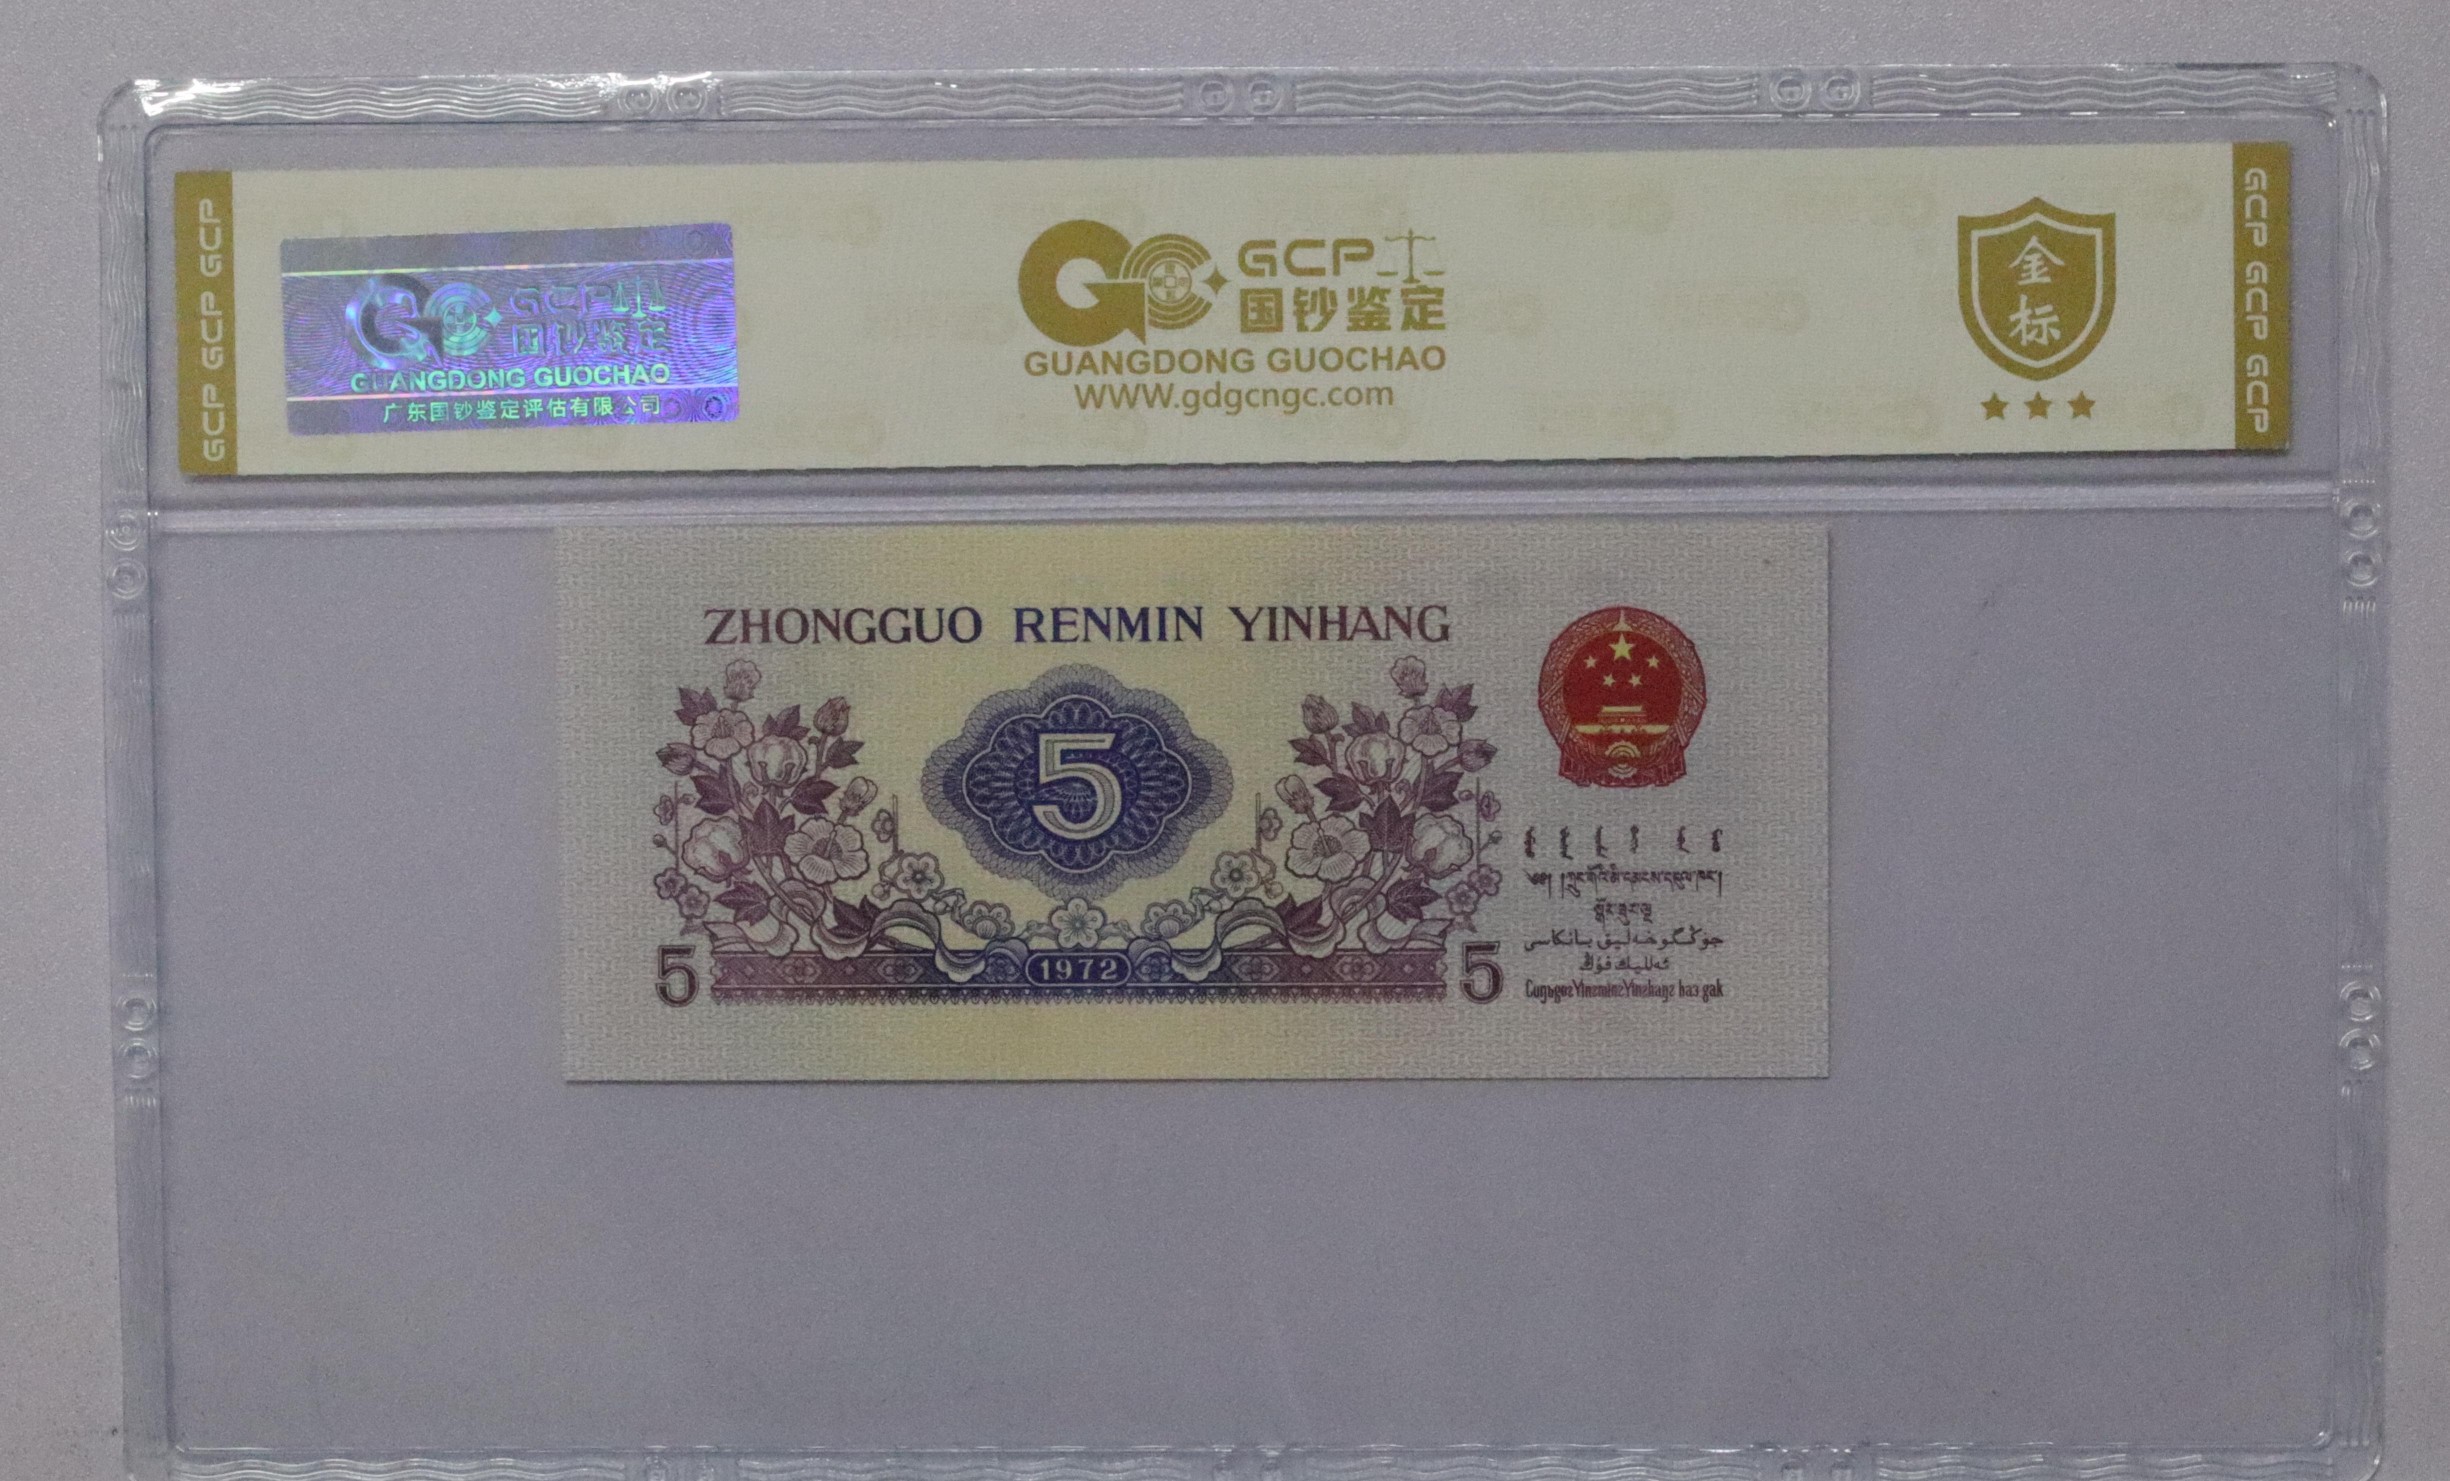 GCP GCP GCP
GCP
国钞鉴定
GUANGDONG GUOCHAO
广东国钞鉴定评估有限公司
GCP
国钞鉴定
GUANGDONG GUOCHAO
WWW.gdgcngc.com
金标
GCP GCP GCP
ZHONGGUO RENMIN YINHANG
5
5
1972
5